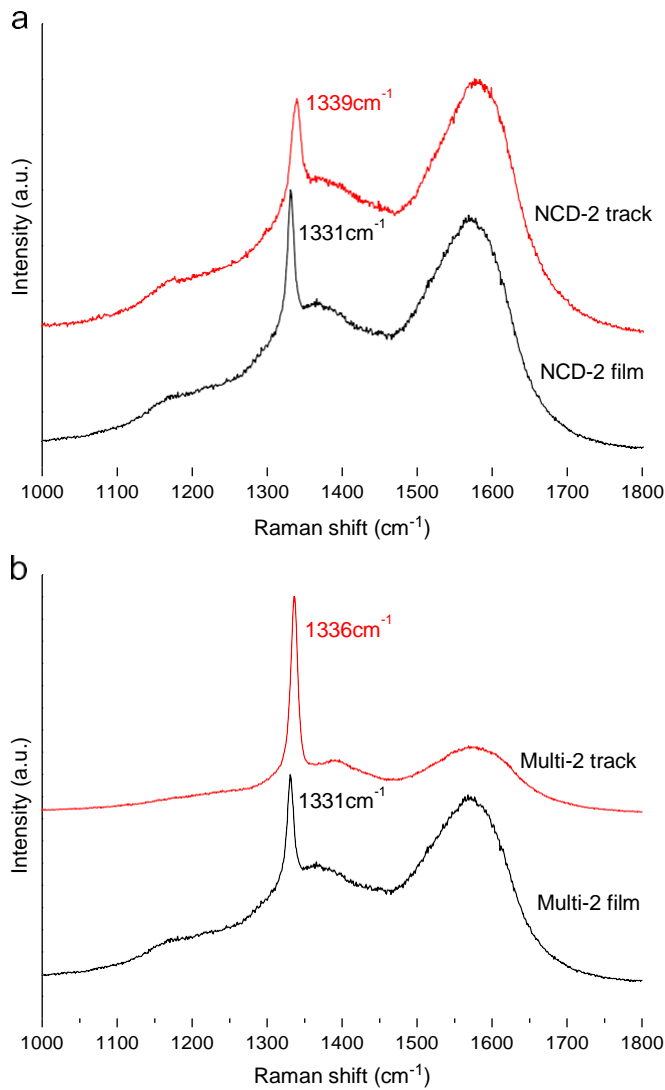 a
1339cm⁻¹
1331cm⁻¹
NCD-2 track
NCD-2 film
Intensity (a.u.)
1000 1100 1200 1300 1400 1500 1600 1700 1800
Raman shift (cm⁻¹)
b
1336cm⁻¹
Multi-2 track
1331cm⁻¹
Multi-2 film
Intensity (a.u.)
1000 1100 1200 1300 1400 1500 1600 1700 1800
Raman shift (cm⁻¹)